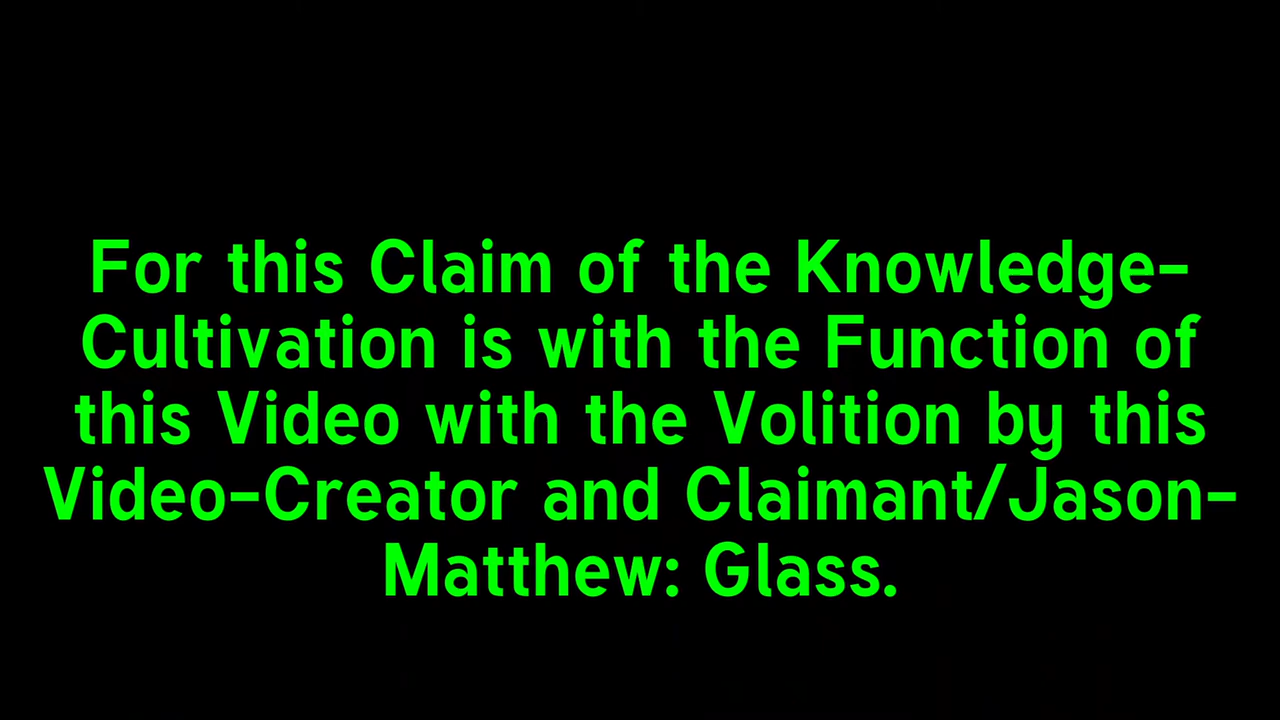 For this Claim of the Knowledge-
Cultivation is with the Function of
this Video with the Volition by this
Video-Creator and Claimant/Jason-
Matthew: Glass.